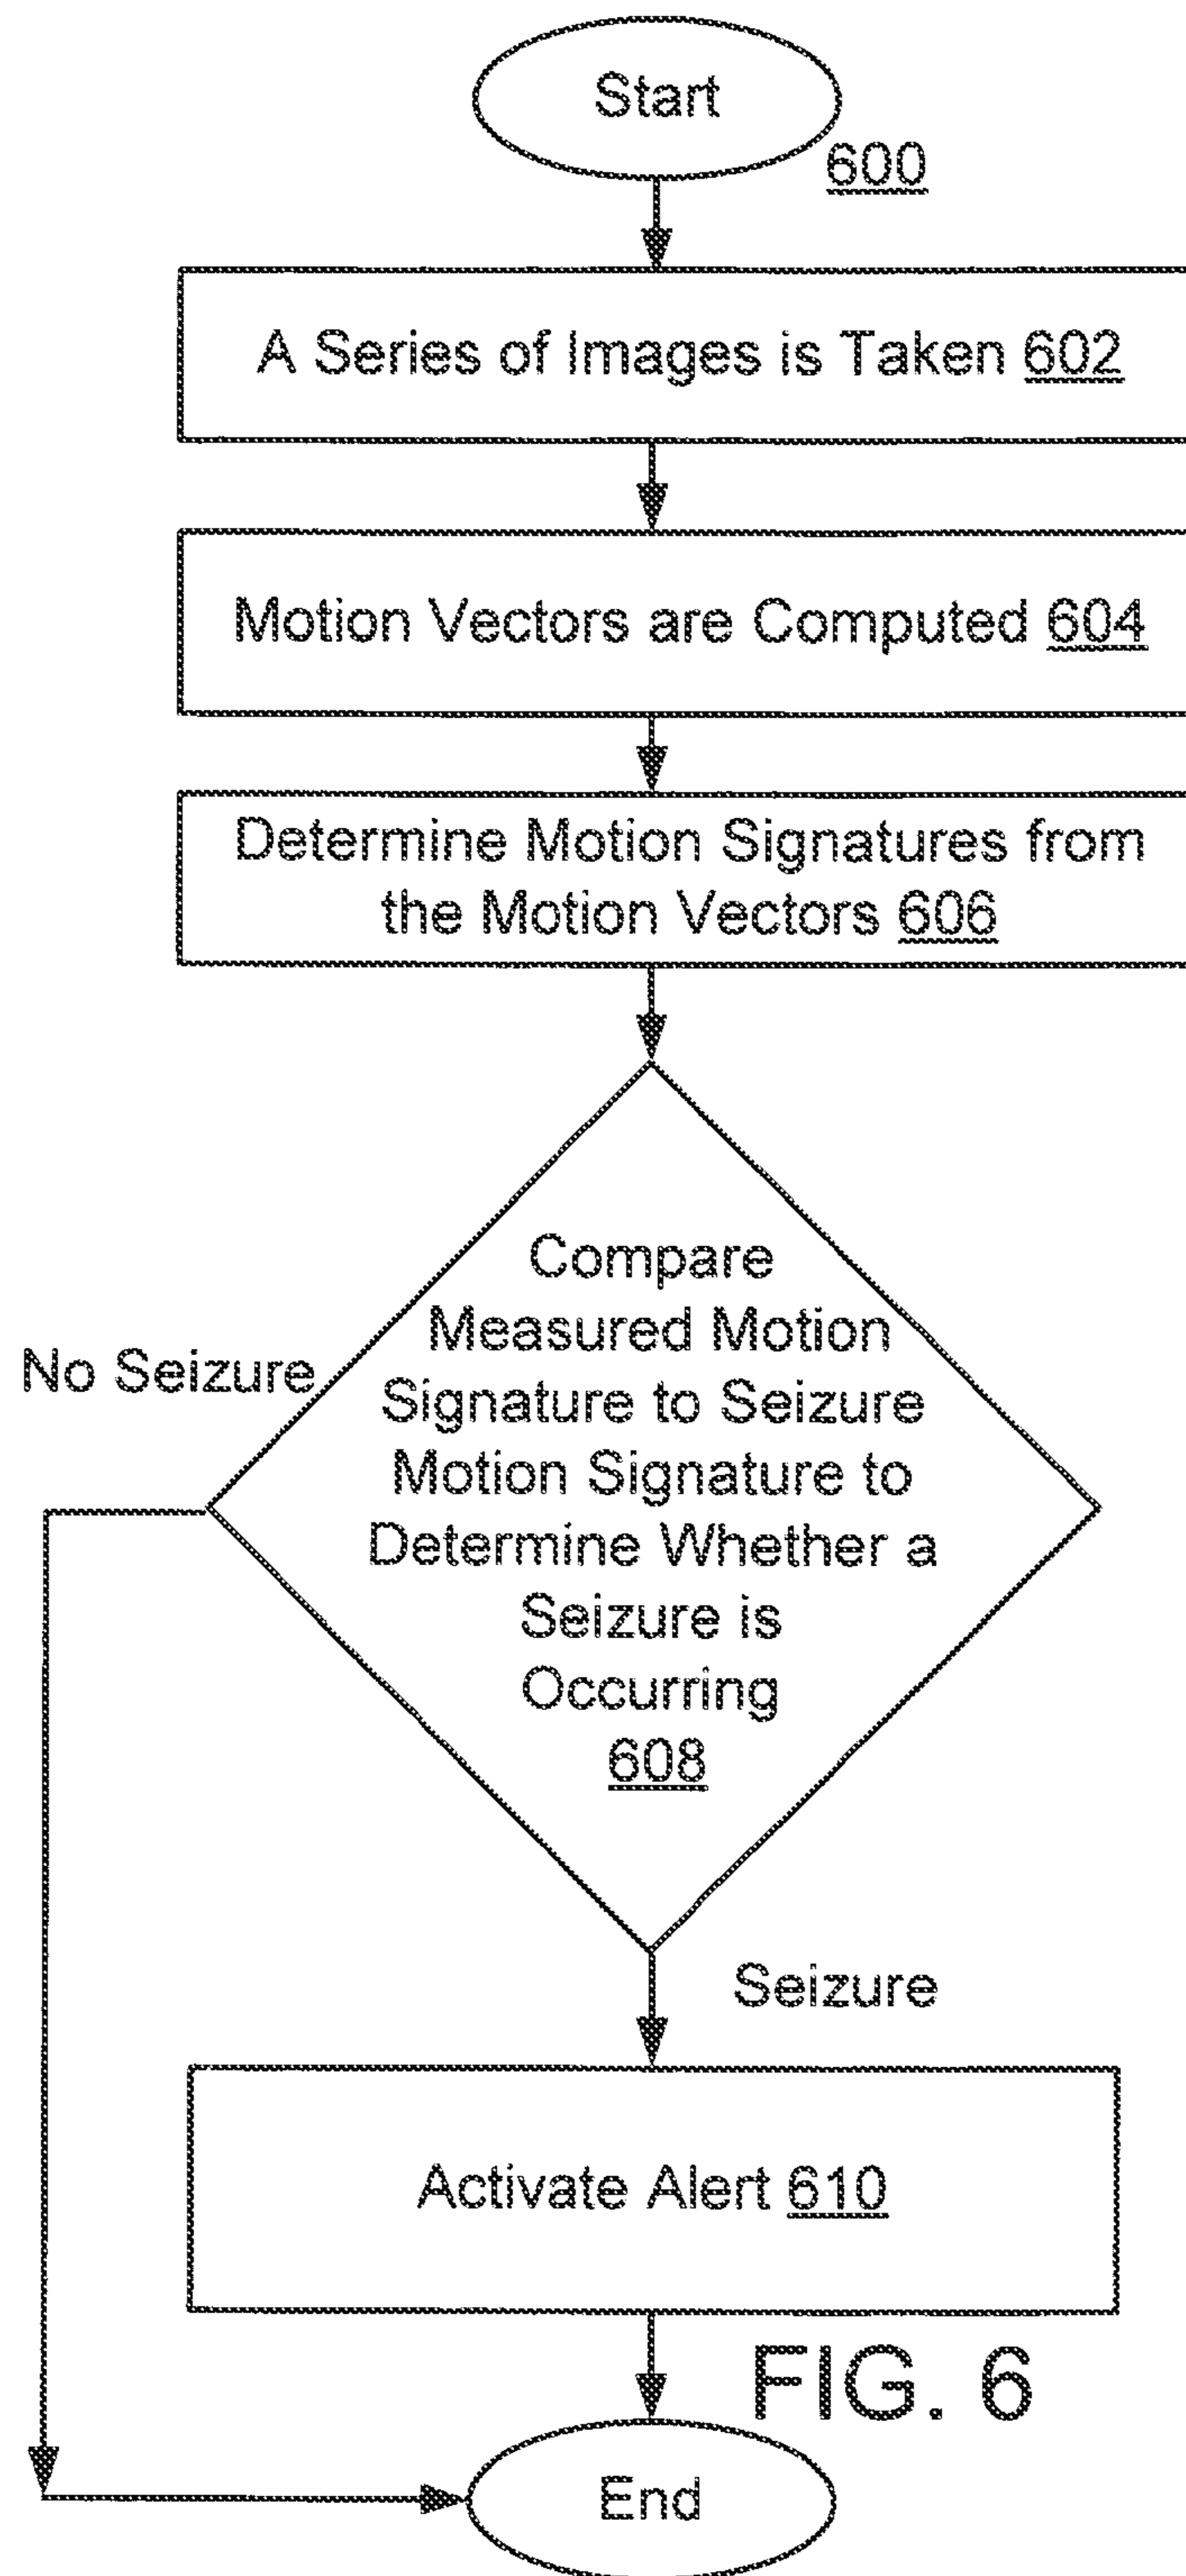 Start
600
A Series of Images is Taken 602
Motion Vectors are Computed 604
Determine Motion Signatures from
the Motion Vectors 606
Compare
Measured Motion
Signature to Seizure
Motion Signature to
Determine Whether a
Seizure is
Occurring
608
No Seizure
Seizure
Activate Alert 610
FIG. 6
End